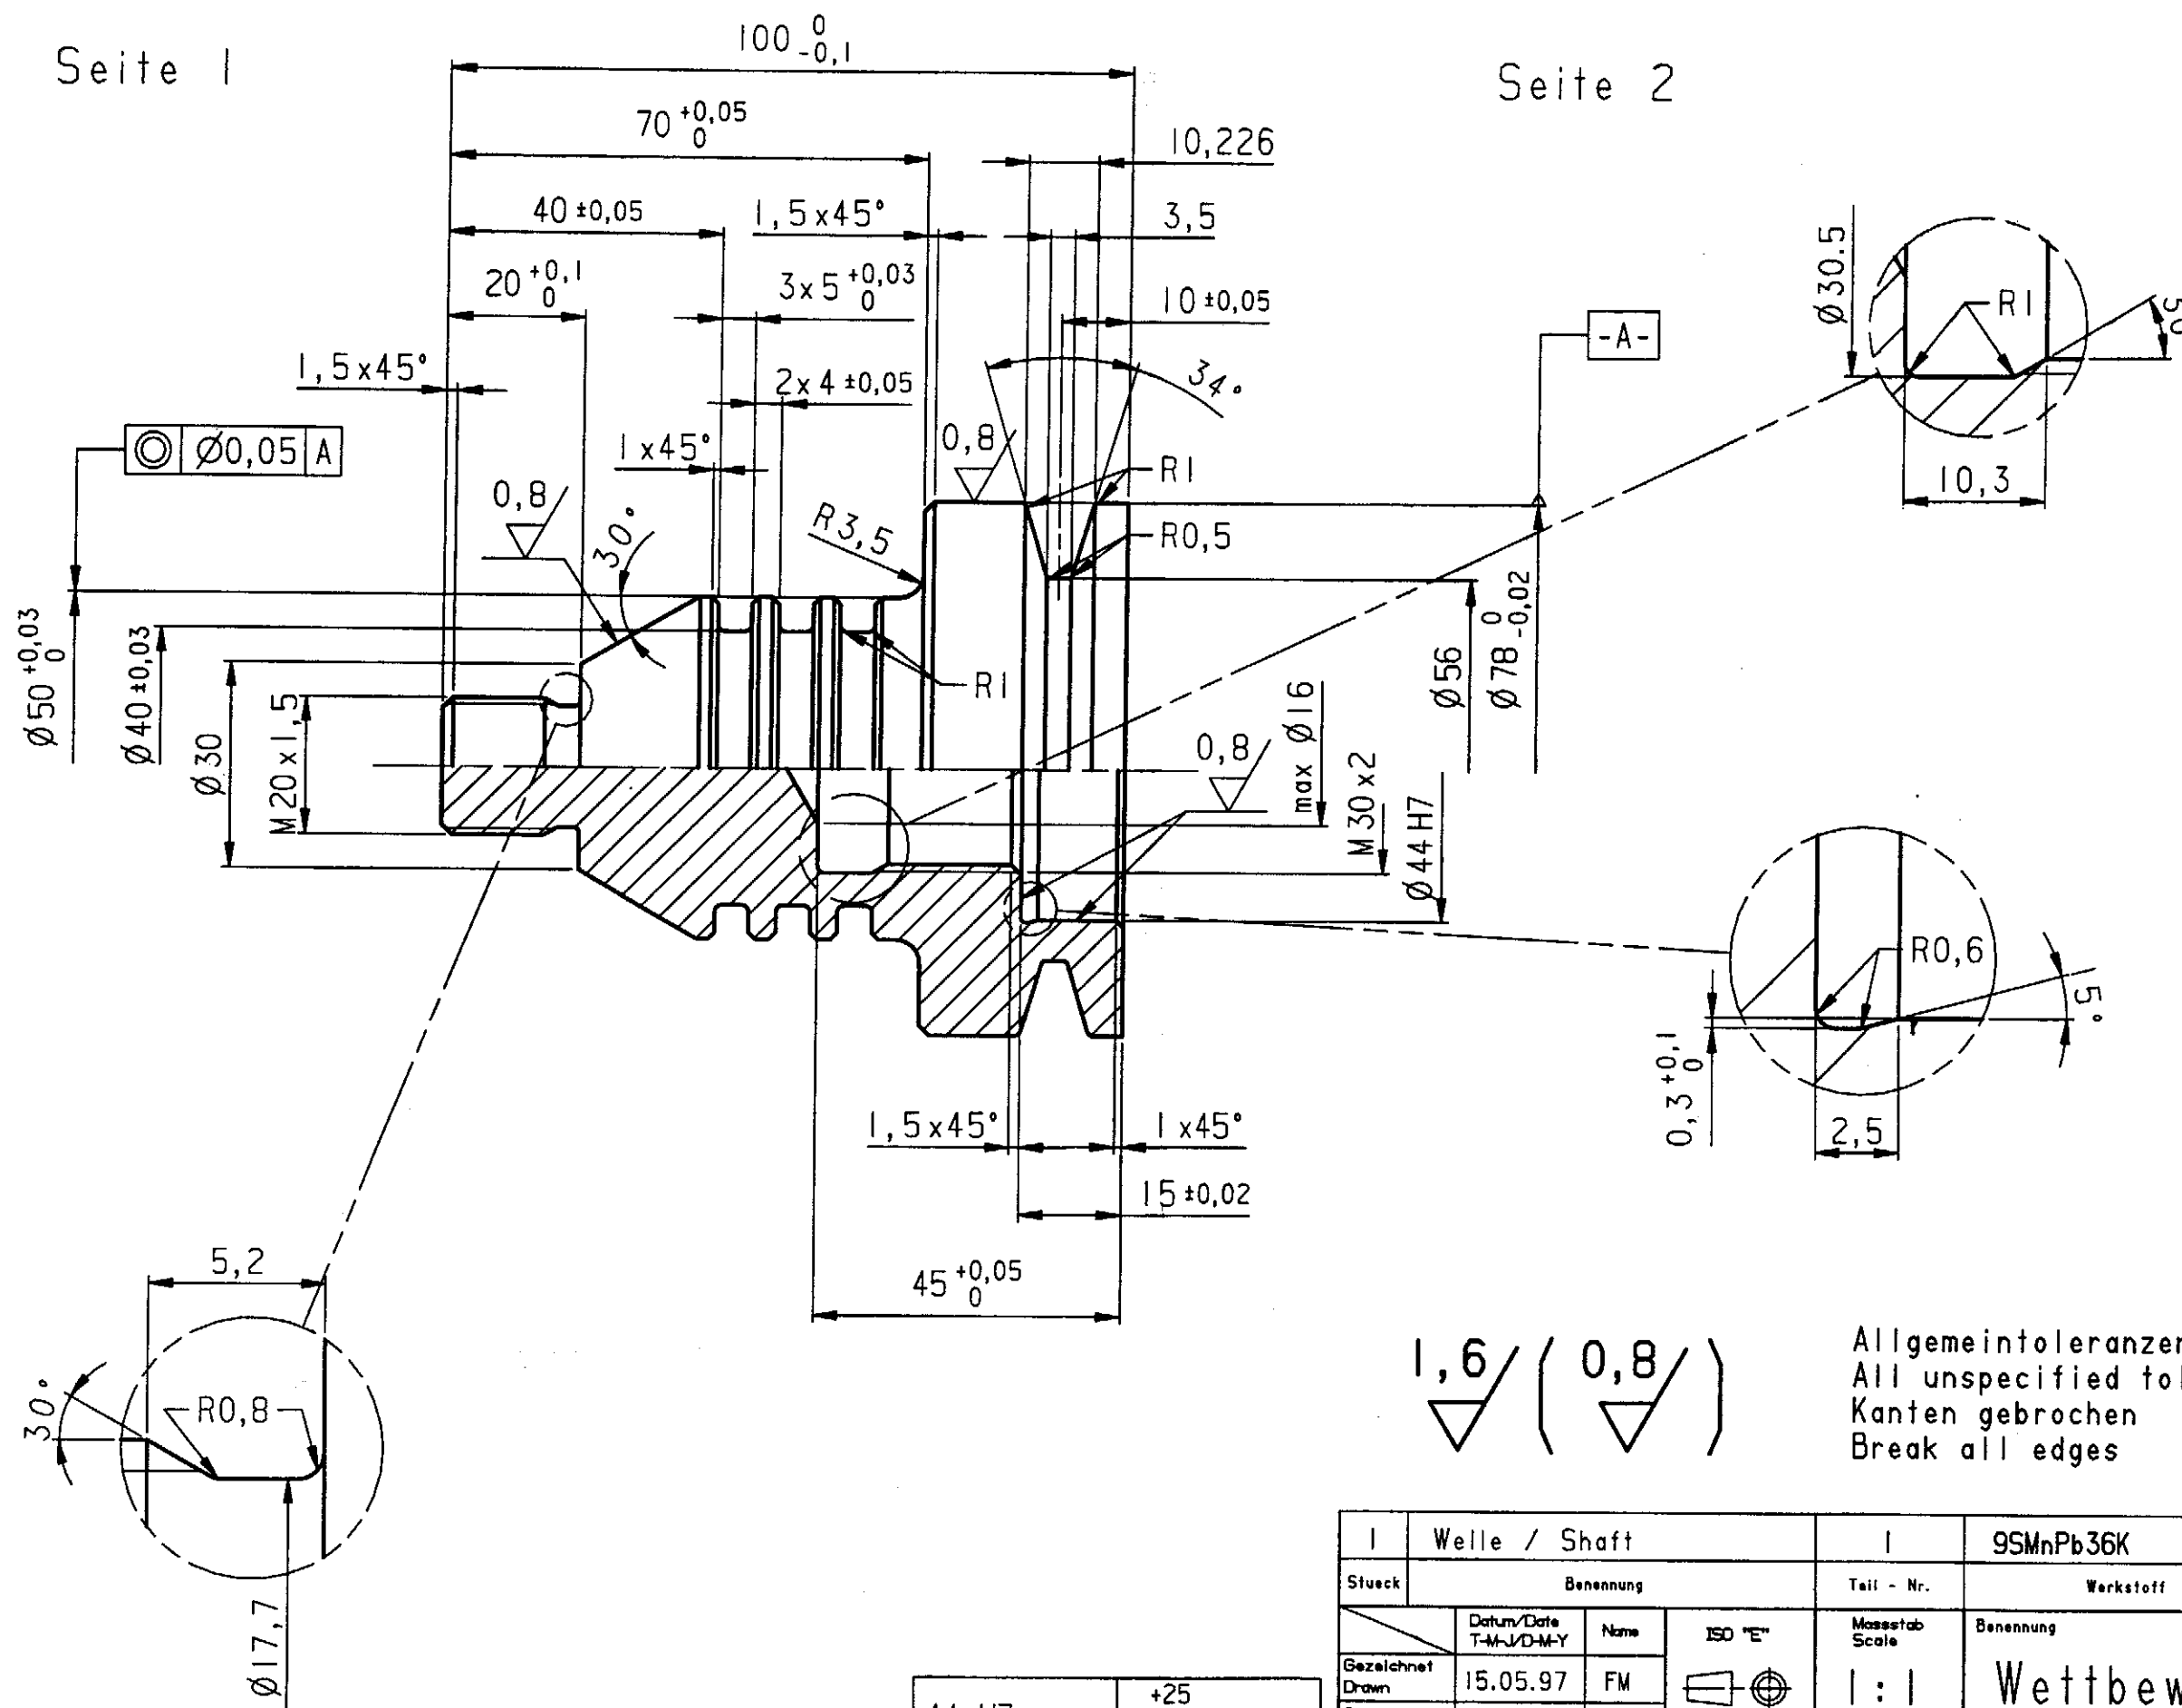 Seite 1
Seite 2
100 0 -0,1
70 +0,05 0
10,226
40 ±0,05
1,5x45°
3,5
20 +0,1 0
3x5 +0,03 0
10 ±0,05
-A-
Ø30.5
R1
10,3
1,5x45°
2x4 ±0,05
34°
Ø0,05 A
1x45°
0,8
R1
0,8
30°
R3,5
R0,5
Ø50 +0,03 0
Ø40 ±0,03
Ø30
M20x1,5
R1
Ø56
Ø78 0 -0,02
max Ø16
0,8
M30x2
Ø44H7
R0,6
5°
0,3 +0,1 0
2,5
1,5x45°
1x45°
15 ±0,02
45 +0,05 0
5,2
30°
R0,8
Ø17,7
1,6 ( 0,8 )
Allgemeintoleranzen
All unspecified tol
Kanten gebrochen
Break all edges
1 Welle / Shaft 1 9SMnPb36K
Stueck Benennung Teil - Nr. Werkstoff
Datum/Date Name ISO "E" Massstab Benennung
T-M-J/D-M-Y Scale
Gezeichnet 15.05.97 FM 1:1 Wettbew
Drawn
+25